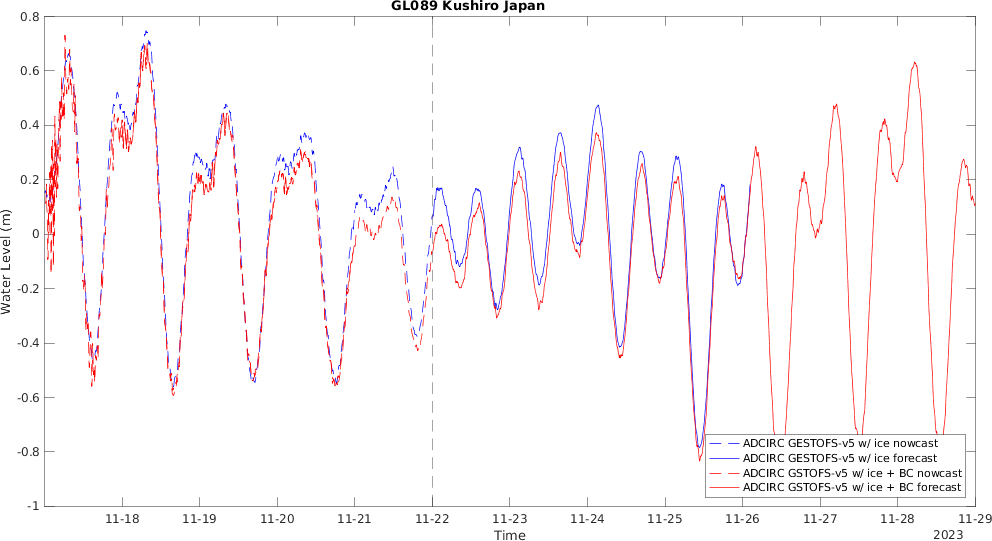 GL089 Kushiro Japan
0.8
0.6
0.4
0.2
0
-0.2
-0.4
-0.6
-0.8
-1
Water Level (m)
ADCIRC GESTOFS-v5 w/ ice nowcast
ADCIRC GESTOFS-v5 w/ ice forecast
ADCIRC GSTOFS-v5 w/ ice + BC nowcast
ADCIRC GSTOFS-v5 w/ ice + BC forecast
11-18 11-19 11-20 11-21 11-22 11-23 11-24 11-25 11-26 11-27 11-28 11-29
Time
2023